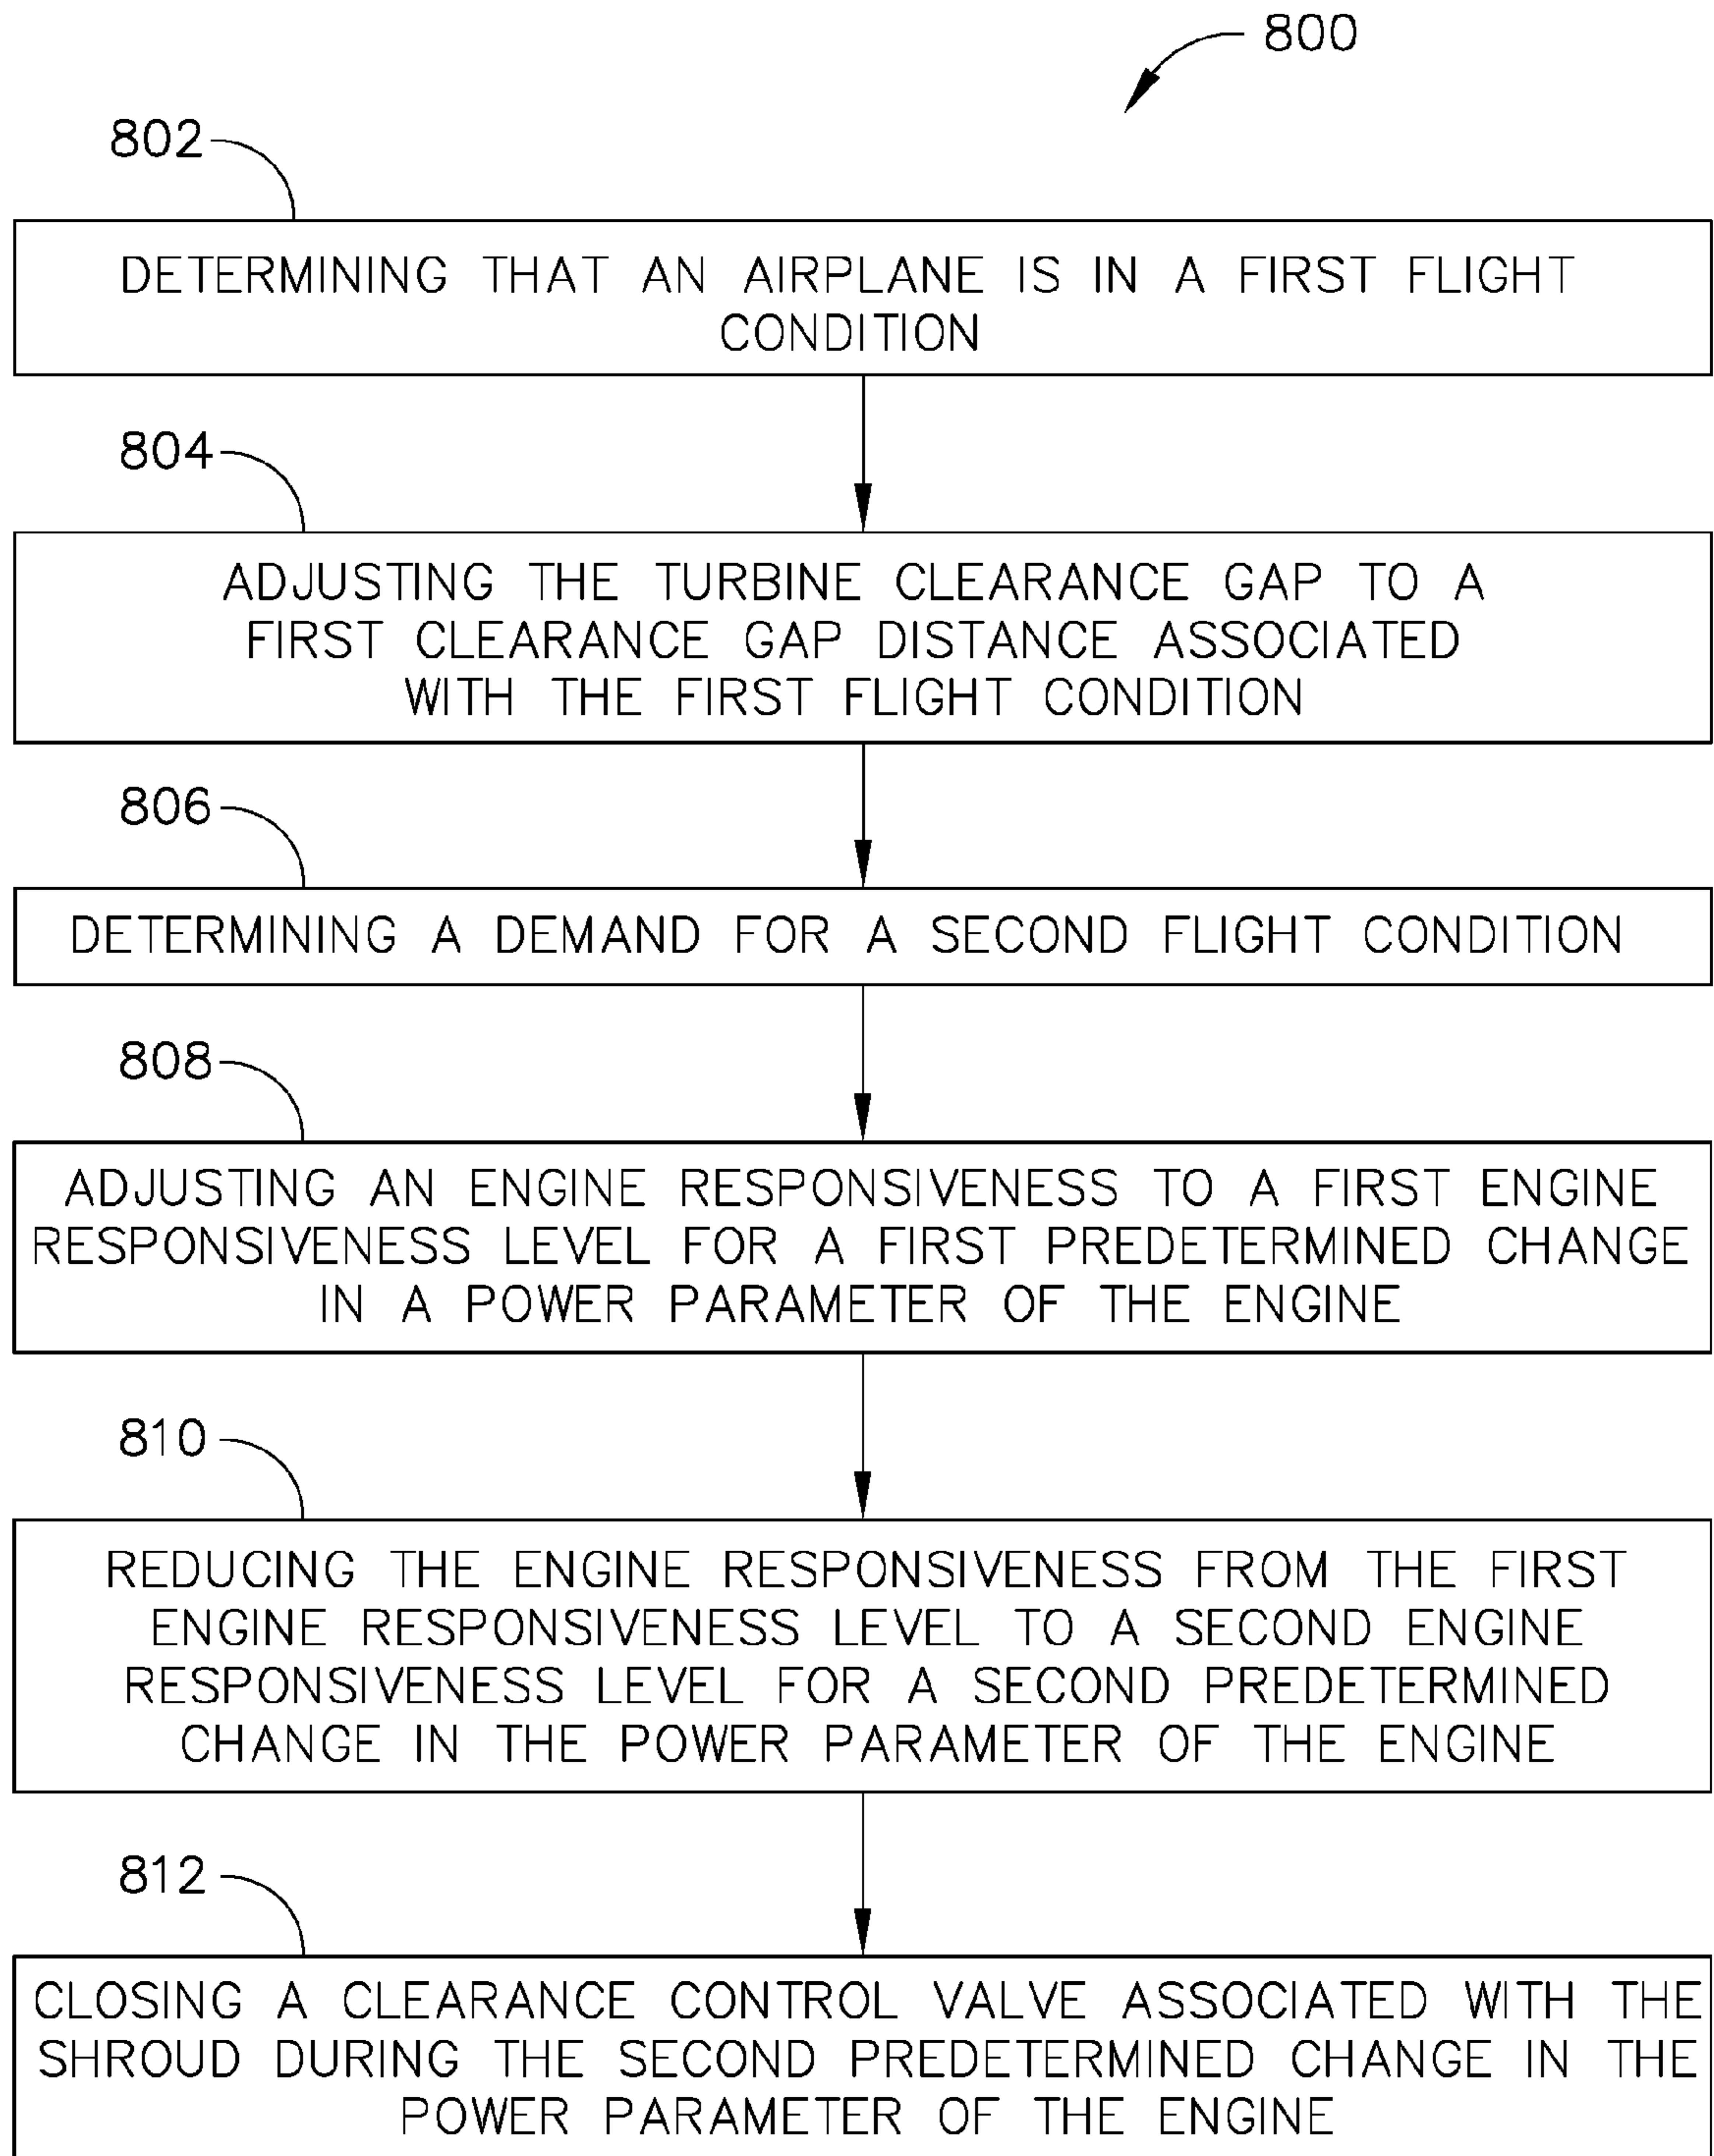 800
802
DETERMINING THAT AN AIRPLANE IS IN A FIRST FLIGHT
CONDITION
804
ADJUSTING THE TURBINE CLEARANCE GAP TO A
FIRST CLEARANCE GAP DISTANCE ASSOCIATED
WITH THE FIRST FLIGHT CONDITION
806
DETERMINING A DEMAND FOR A SECOND FLIGHT CONDITION
808
ADJUSTING AN ENGINE RESPONSIVENESS TO A FIRST ENGINE
RESPONSIVENESS LEVEL FOR A FIRST PREDETERMINED CHANGE
IN A POWER PARAMETER OF THE ENGINE
810
REDUCING THE ENGINE RESPONSIVENESS FROM THE FIRST
ENGINE RESPONSIVENESS LEVEL TO A SECOND ENGINE
RESPONSIVENESS LEVEL FOR A SECOND PREDETERMINED
CHANGE IN THE POWER PARAMETER OF THE ENGINE
812
CLOSING A CLEARANCE CONTROL VALVE ASSOCIATED WITH THE
SHROUD DURING THE SECOND PREDETERMINED CHANGE IN THE
POWER PARAMETER OF THE ENGINE